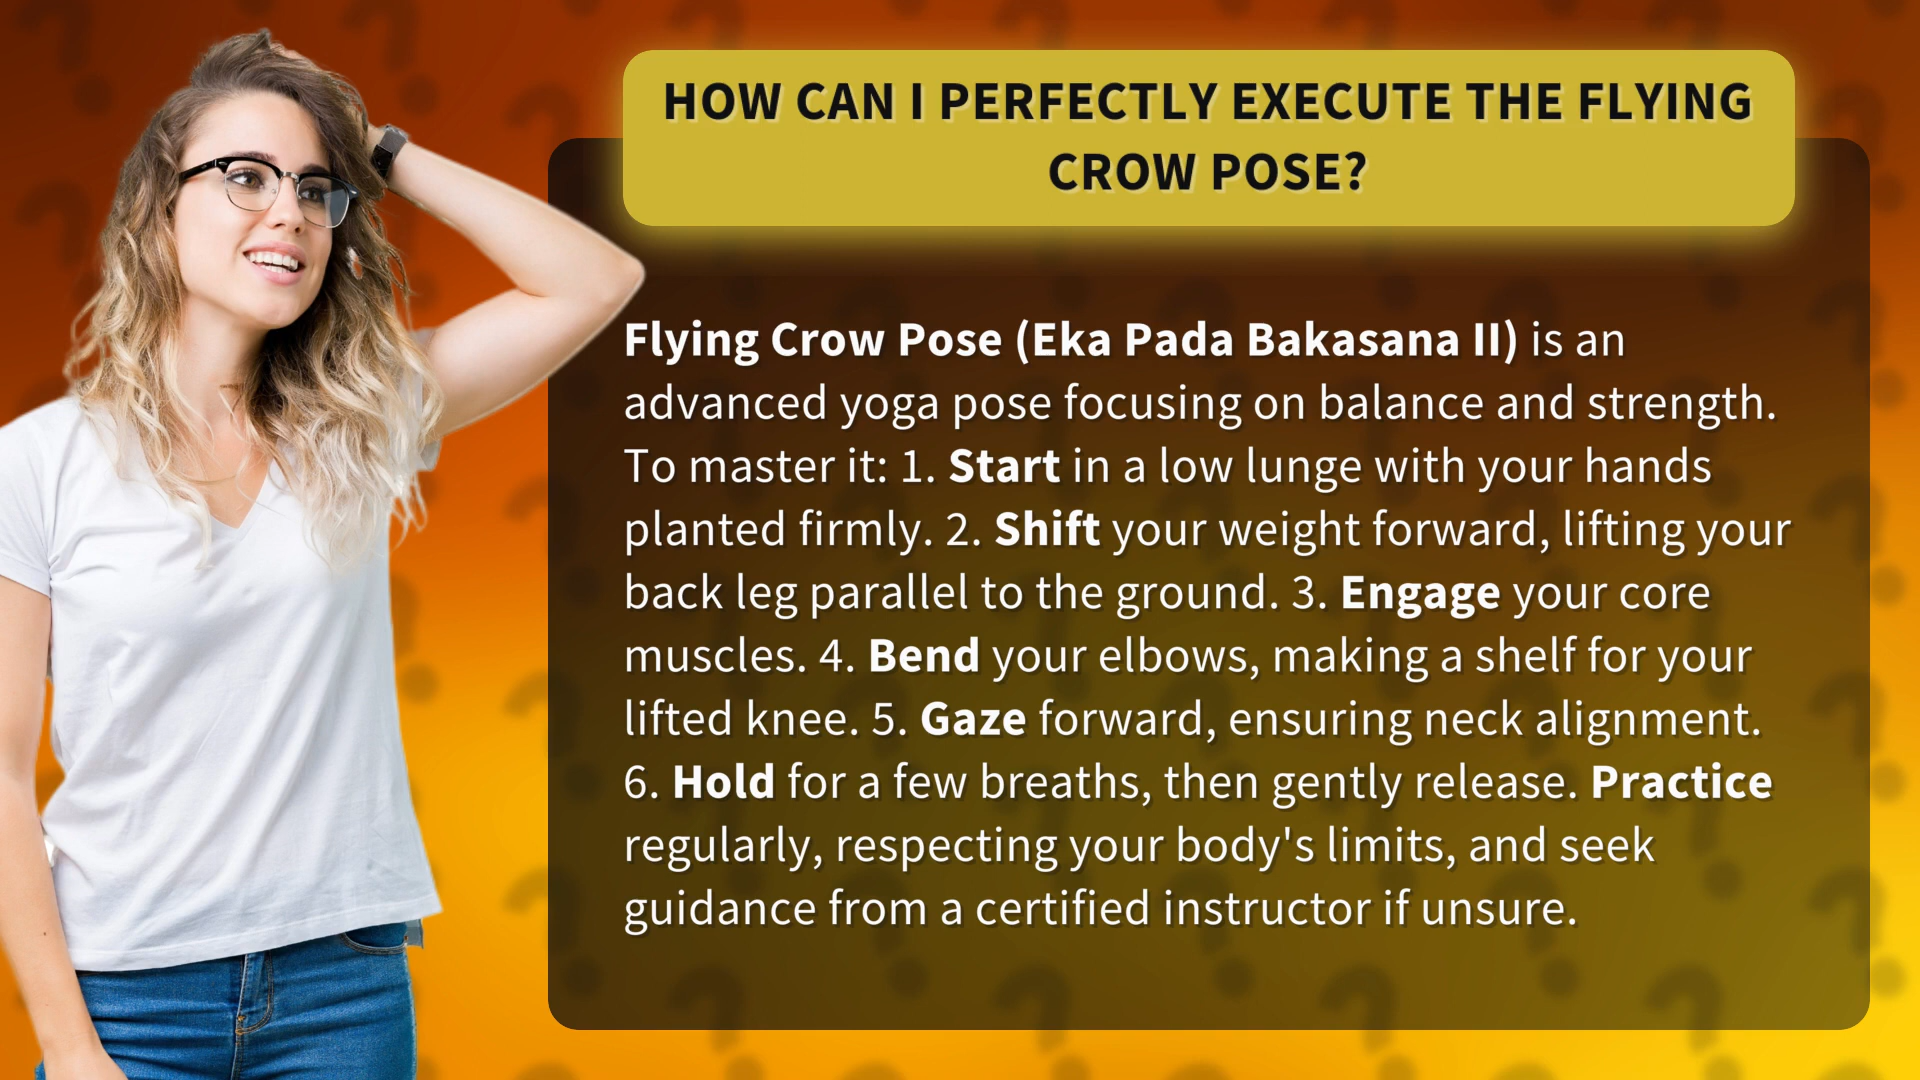 HOW CAN I PERFECTLY EXECUTE THE FLYING
CROW POSE?
Flying Crow Pose (Eka Pada Bakasana II) is an
advanced yoga pose focusing on balance and strength.
To master it: 1. Start in a low lunge with your hands
planted firmly. 2. Shift your weight forward, lifting your
back leg parallel to the ground. 3. Engage your core
muscles. 4. Bend your elbows, making a shelf for your
lifted knee. 5. Gaze forward, ensuring neck alignment.
6. Hold for a few breaths, then gently release. Practice
regularly, respecting your body's limits, and seek
guidance from a certified instructor if unsure.